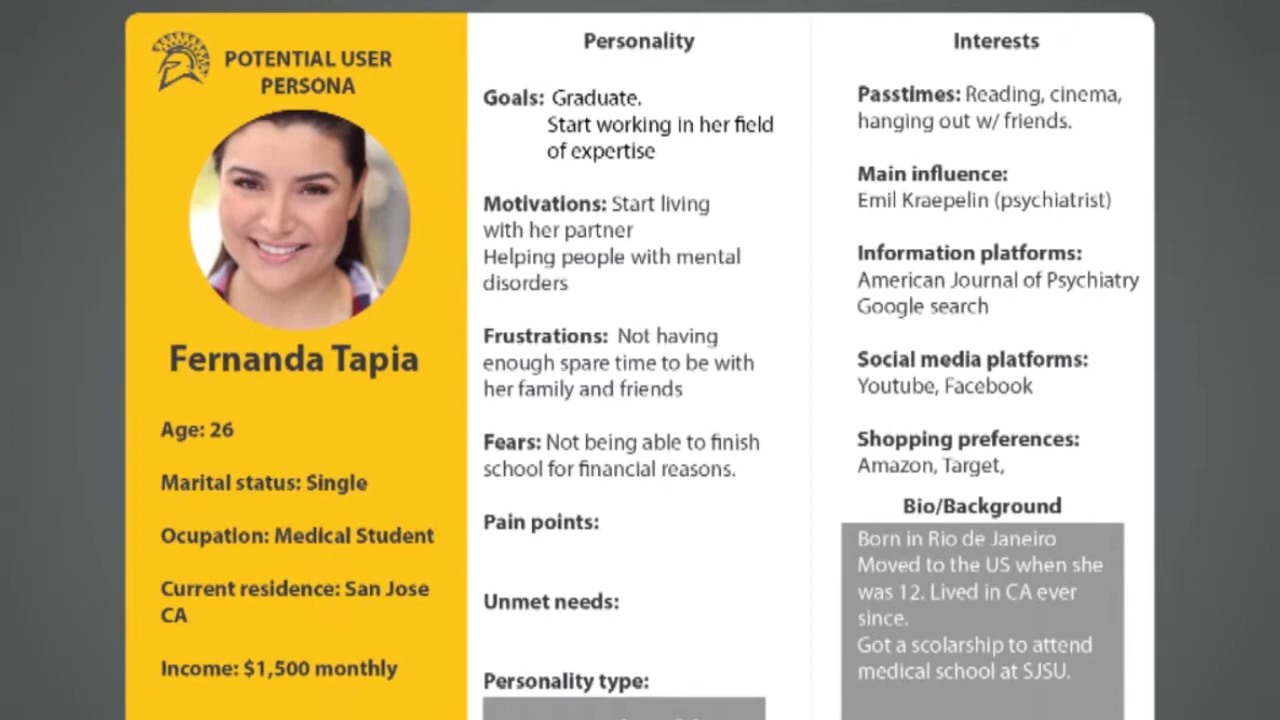 POTENTIAL USER
PERSONA
Fernanda Tapia
Age: 26
Marital status: Single
Ocupation: Medical Student
Current residence: San Jose
CA
Income: $1,500 monthly
Personality
Goals: Graduate.
Start working in her field
of expertise
Motivations: Start living
with her partner
Helping people with mental
disorders
Frustrations: Not having
enough spare time to be with
her family and friends
Fears: Not being able to finish
school for financial reasons.
Pain points:
Unmet needs:
Personality type:
Interests
Passtimes: Reading, cinema,
hanging out w/ friends.
Main influence:
Emil Kraepelin (psychiatrist)
Information platforms:
American Journal of Psychiatry
Google search
Social media platforms:
Youtube, Facebook
Shopping preferences:
Amazon, Target,
Bio/Background
Born in Rio de Janeiro
Moved to the US when she
was 12. Lived in CA ever
since.
Got a scolarship to attend
medical school at SJSU.